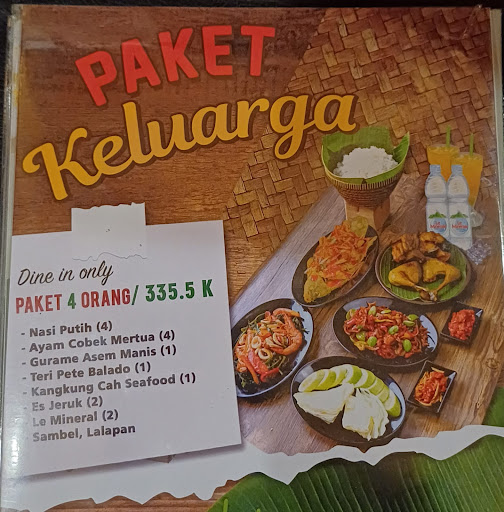 PAKET
Keluarga
Dine in only
PAKET 4 ORANG/ 335.5 K
- Nasi Putih (4)
- Ayam Cobek Mertua (4)
- Gurame Asem Manis (1)
- Teri Pete Balado (1)
- Kangkung Cah Seafood (1)
- Es Jeruk (2)
- Le Mineral (2)
Sambel, Lalapan